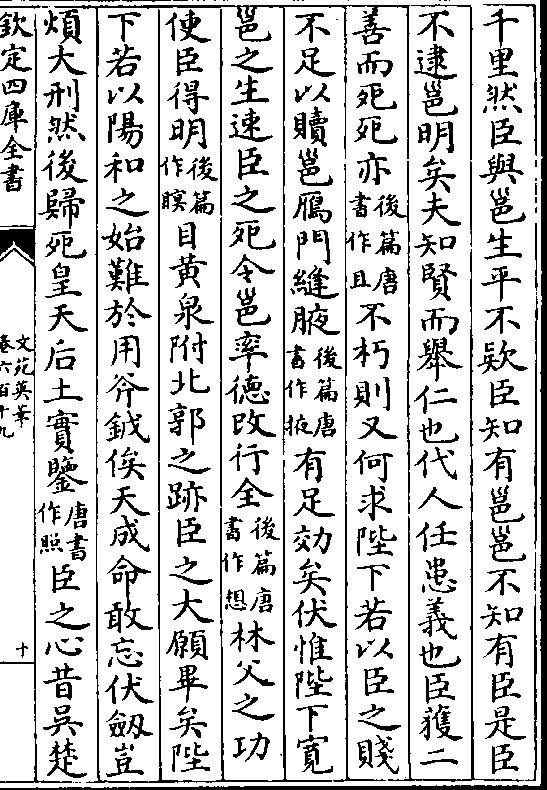 千里然臣與邕生平不欵臣知有邕邕不知有臣是臣
不逮邕明矣夫知賢而舉仁也代人任患義也臣獲二
善而死死亦後篇唐書作且不朽則又何求陛下若以臣之賤
不足以贖邕鴈門縫腋後篇唐書作掖有足効矣伏惟陛下寛
邕之生速臣之死令邕率德改行全後篇唐書作想林父之功
使臣得明後篇作瞑目黄泉附北郭之跡臣之大願畢矣陛
下若以陽和之始難於用斧鉞俟天成命敢忘伏劔豈
煩大刑然後歸死皇天后土實鑒唐書作照臣之心昔吳楚
欽定四庫全書
文苑英華
卷六百十九
十